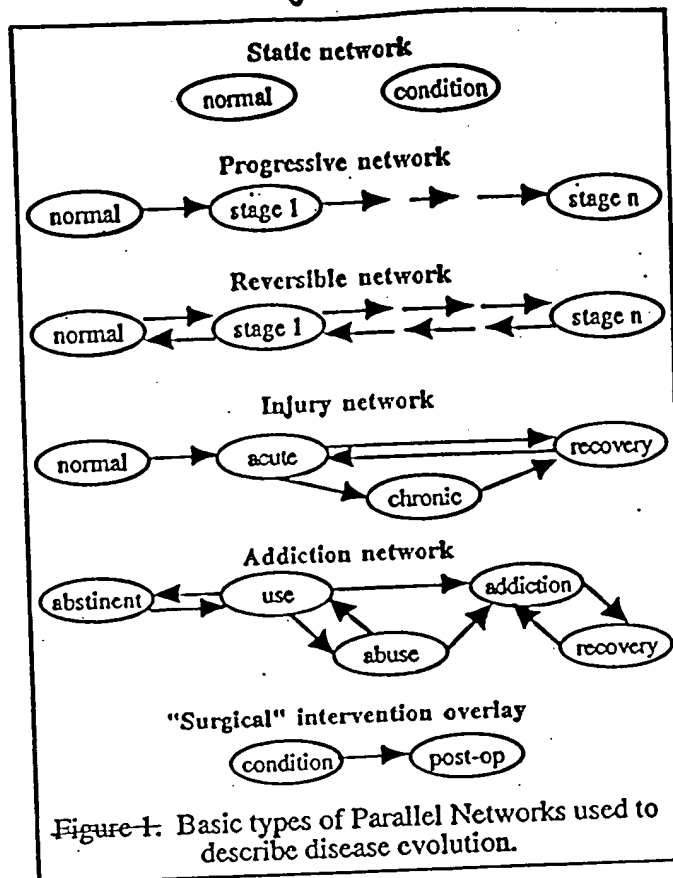 Static network
normal condition
Progressive network
normal stage 1 stage n
Reversible network
normal stage 1 stage n
Injury network
normal acute recovery
chronic
Addiction network
abstinent use addiction
abuse recovery
"Surgical" intervention overlay
condition post-op
Figure 1. Basic types of Parallel Networks used to
describe disease evolution.